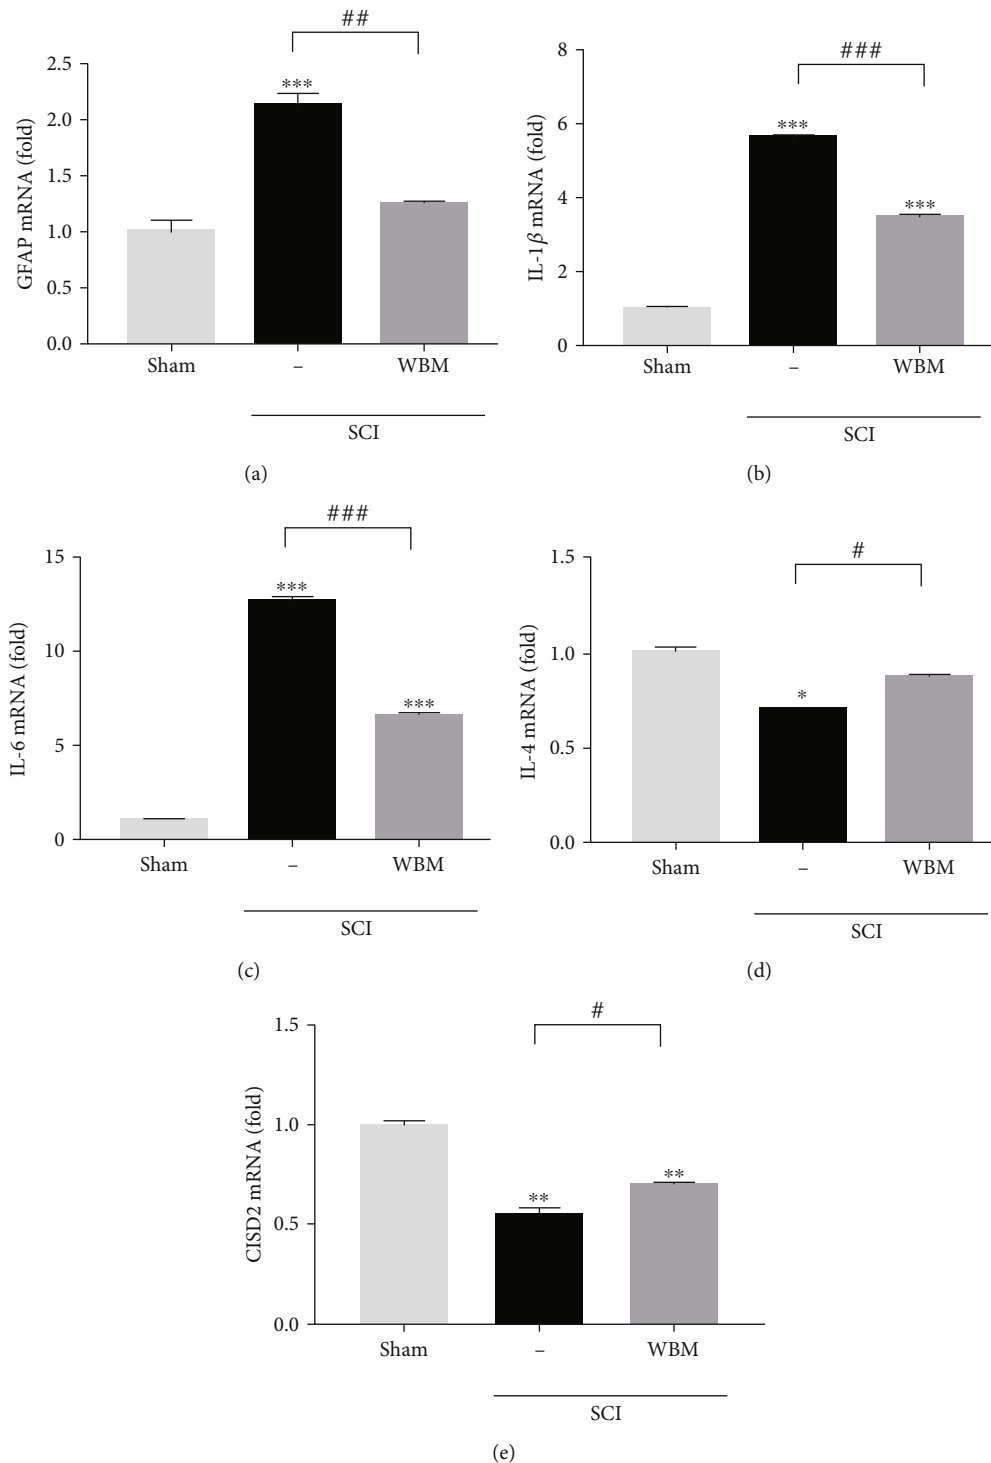 ##
GFAP mRNA (fold)
2.5
2.0
1.5
1.0
0.5
0.0
***
Sham – WBM
SCI
(a)
###
IL-1β mRNA (fold)
8
6
4
2
0
***
***
Sham – WBM
SCI
(b)
###
IL-6 mRNA (fold)
15
10
5
0
***
***
Sham – WBM
SCI
(c)
#
IL-4 mRNA (fold)
1.5
1.0
0.5
0.0
*
Sham – WBM
SCI
(d)
#
CISD2 mRNA (fold)
1.5
1.0
0.5
0.0
**
**
Sham – WBM
SCI
(e)